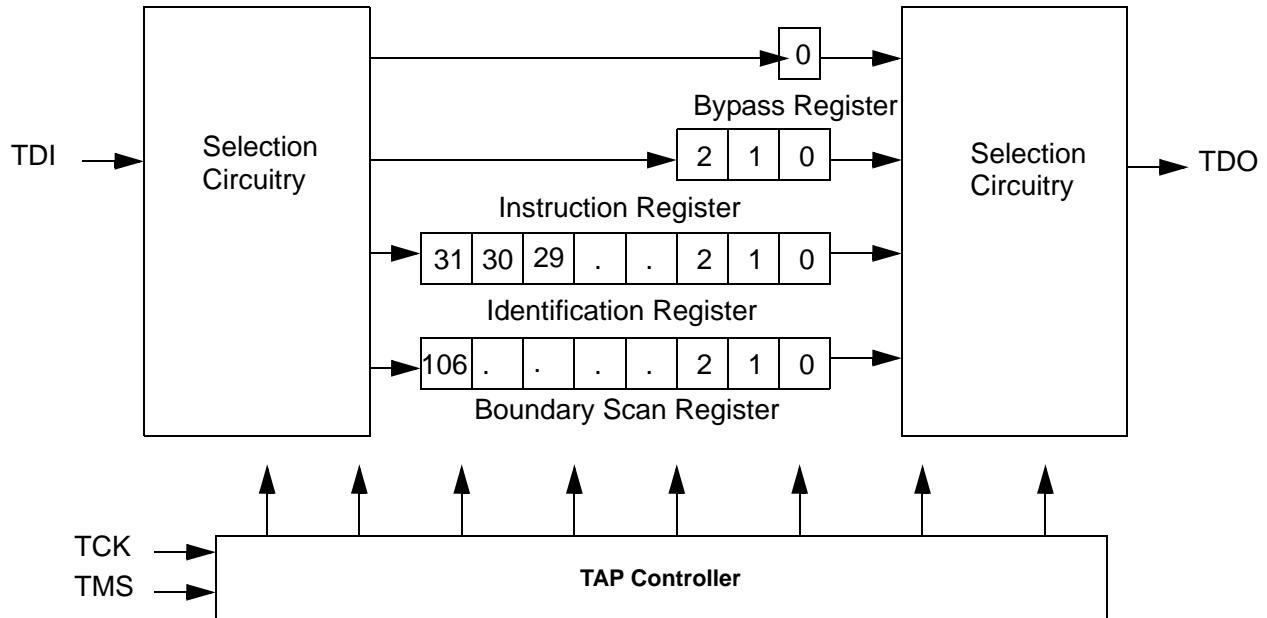 0
Bypass Register
TDI
Selection
Circuitry
2 1 0
Selection
Circuitry
TDO
Instruction Register
31 30 29 . . 2 1 0
Identification Register
106 . . . . 2 1 0
Boundary Scan Register
TCK
TMS
TAP Controller